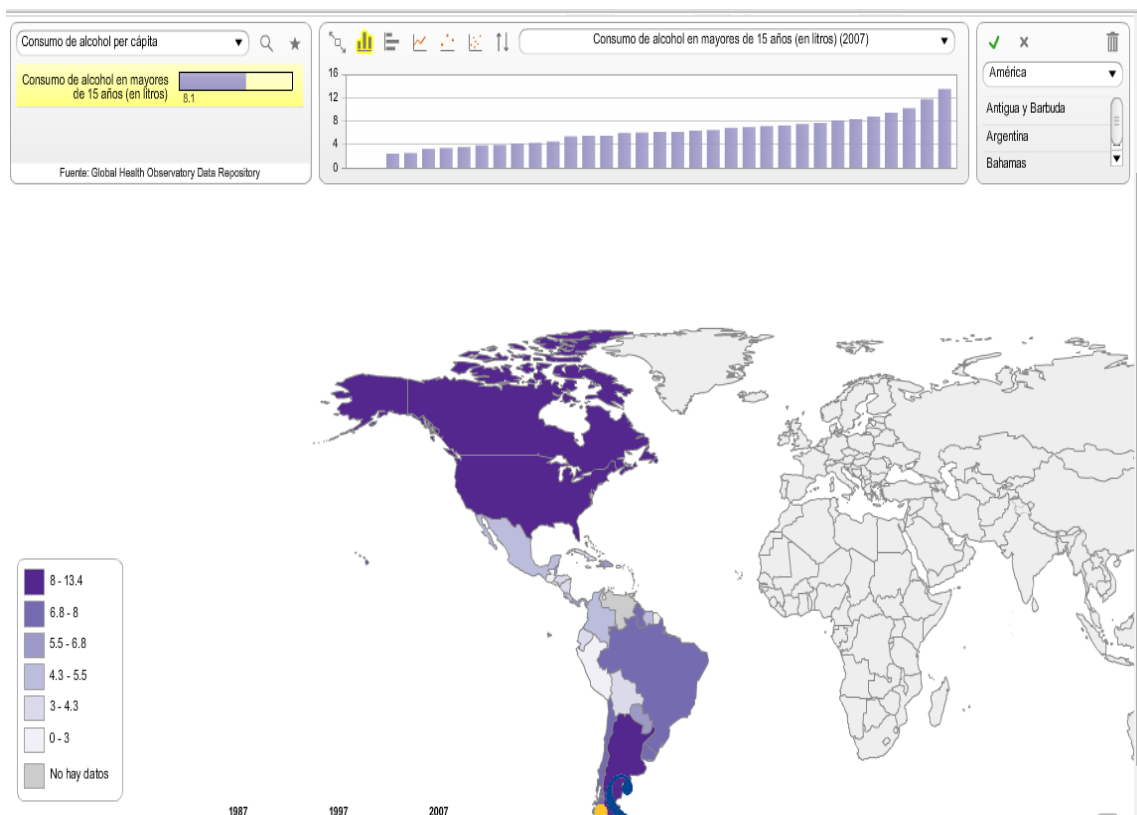 Consumo de alcohol per cápita
Consumo de alcohol en mayores
de 15 años (en litros)
8.1
Fuente: Global Health Observatory Data Repository
Consumo de alcohol en mayores de 15 años (en litros) (2007)
16
12
8
4
0
América
Antigua y Barbuda
Argentina
Bahamas
8 - 13.4
6.8 - 8
5.5 - 6.8
4.3 - 5.5
3 - 4.3
0 - 3
No hay datos
1987 1997 2007